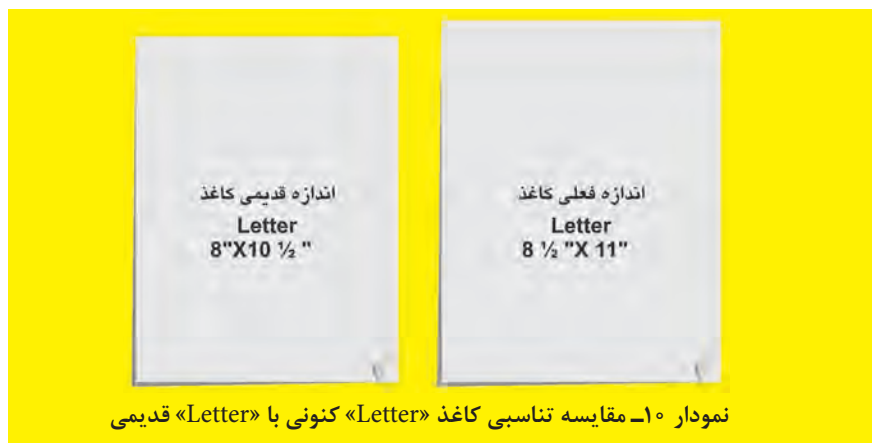 اندازه فعلی کاغذ
Letter
8 ½ "X 11"
اندازه قدیمی کاغذ
Letter
8"X10 ½ "
نمودار ۱۰ـ مقایسه تناسبی کاغذ «Letter» کنونی با «Letter» قدیمی